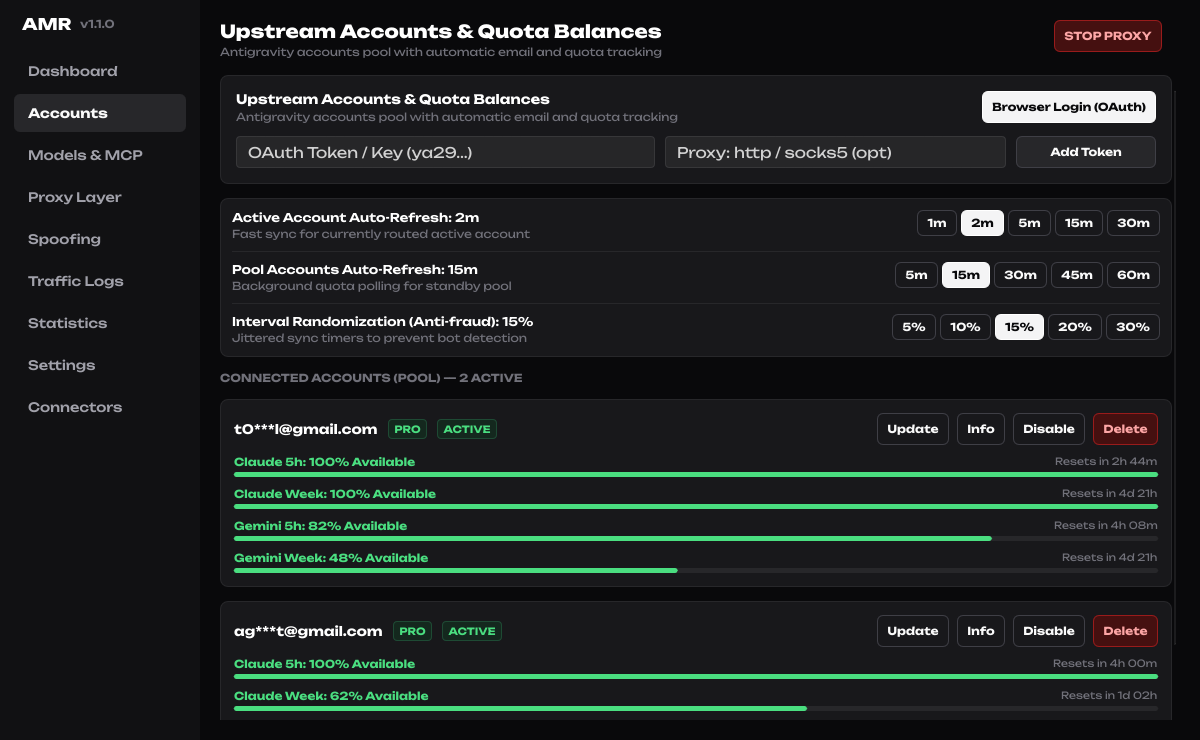 AMR v1.1.0
Dashboard
Accounts
Models & MCP
Proxy Layer
Spoofing
Traffic Logs
Statistics
Settings
Connectors
Upstream Accounts & Quota Balances
Antigravity accounts pool with automatic email and quota tracking
STOP PROXY
Upstream Accounts & Quota Balances
Antigravity accounts pool with automatic email and quota tracking
Browser Login (OAuth)
OAuth Token / Key (ya29...)
Proxy: http / socks5 (opt)
Add Token
Active Account Auto-Refresh: 2m
Fast sync for currently routed active account
1m 2m 5m 15m 30m
Pool Accounts Auto-Refresh: 15m
Background quota polling for standby pool
5m 15m 30m 45m 60m
Interval Randomization (Anti-fraud): 15%
Jittered sync timers to prevent bot detection
5% 10% 15% 20% 30%
CONNECTED ACCOUNTS (POOL) — 2 ACTIVE
t0***l@gmail.com PRO ACTIVE
Update Info Disable Delete
Claude 5h: 100% Available Resets in 2h 44m
Claude Week: 100% Available Resets in 4d 21h
Gemini 5h: 82% Available Resets in 4h 08m
Gemini Week: 48% Available Resets in 4d 21h
ag***t@gmail.com PRO ACTIVE
Update Info Disable Delete
Claude 5h: 100% Available Resets in 4h 00m
Claude Week: 62% Available Resets in 1d 02h